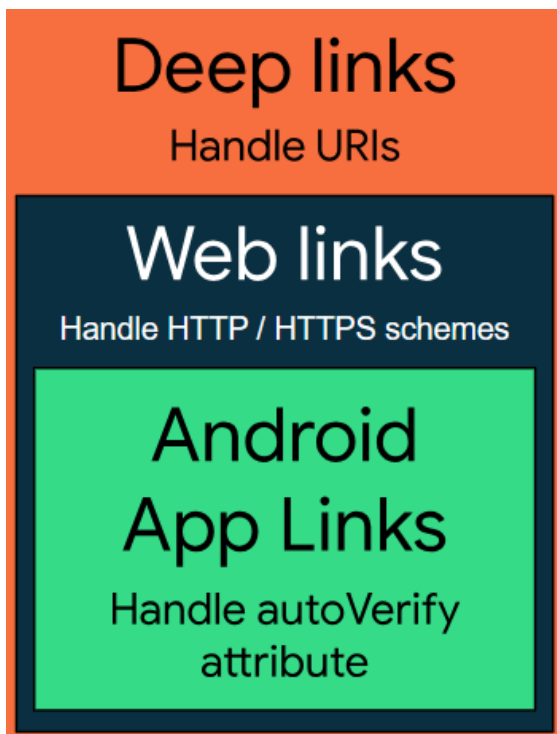 Deep links
Handle URIs
Web links
Handle HTTP / HTTPS schemes
Android
App Links
Handle autoVerify
attribute